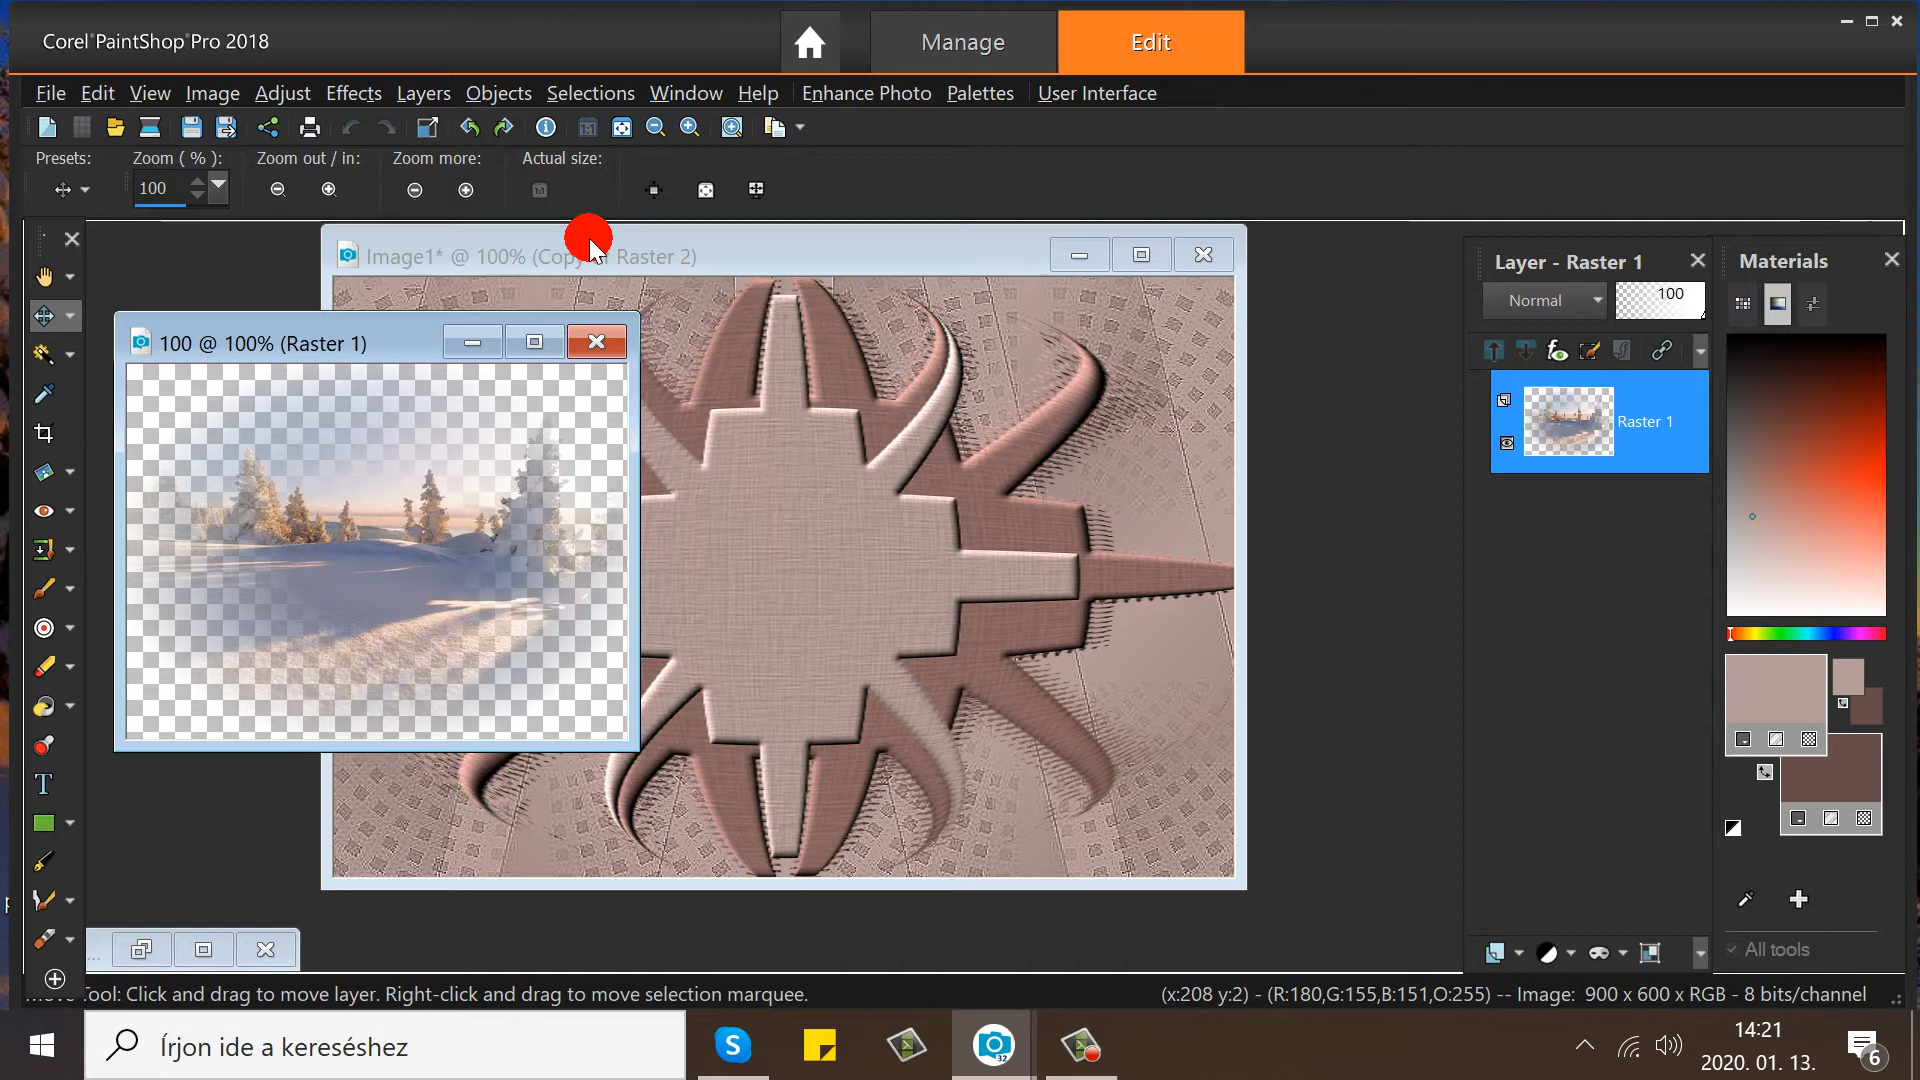 Corel®PaintShop®Pro 2018
Manage
Edit
File Edit View Image Adjust Effects Layers Objects Selections Window Help Enhance Photo Palettes User Interface
Presets: Zoom ( % ): Zoom out / in: Zoom more: Actual size:
100
Image1* @ 100% (Copy Raster 2)
100 @ 100% (Raster 1)
Layer - Raster 1
Normal
100
Raster 1
Materials
All tools
Tool: Click and drag to move layer. Right-click and drag to move selection marquee.
(x:208 y:2) - (R:180,G:155,B:151,O:255) -- Image: 900 x 600 x RGB - 8 bits/channel
Írjon ide a kereséshez
32
14:21
2020. 01. 13.
6